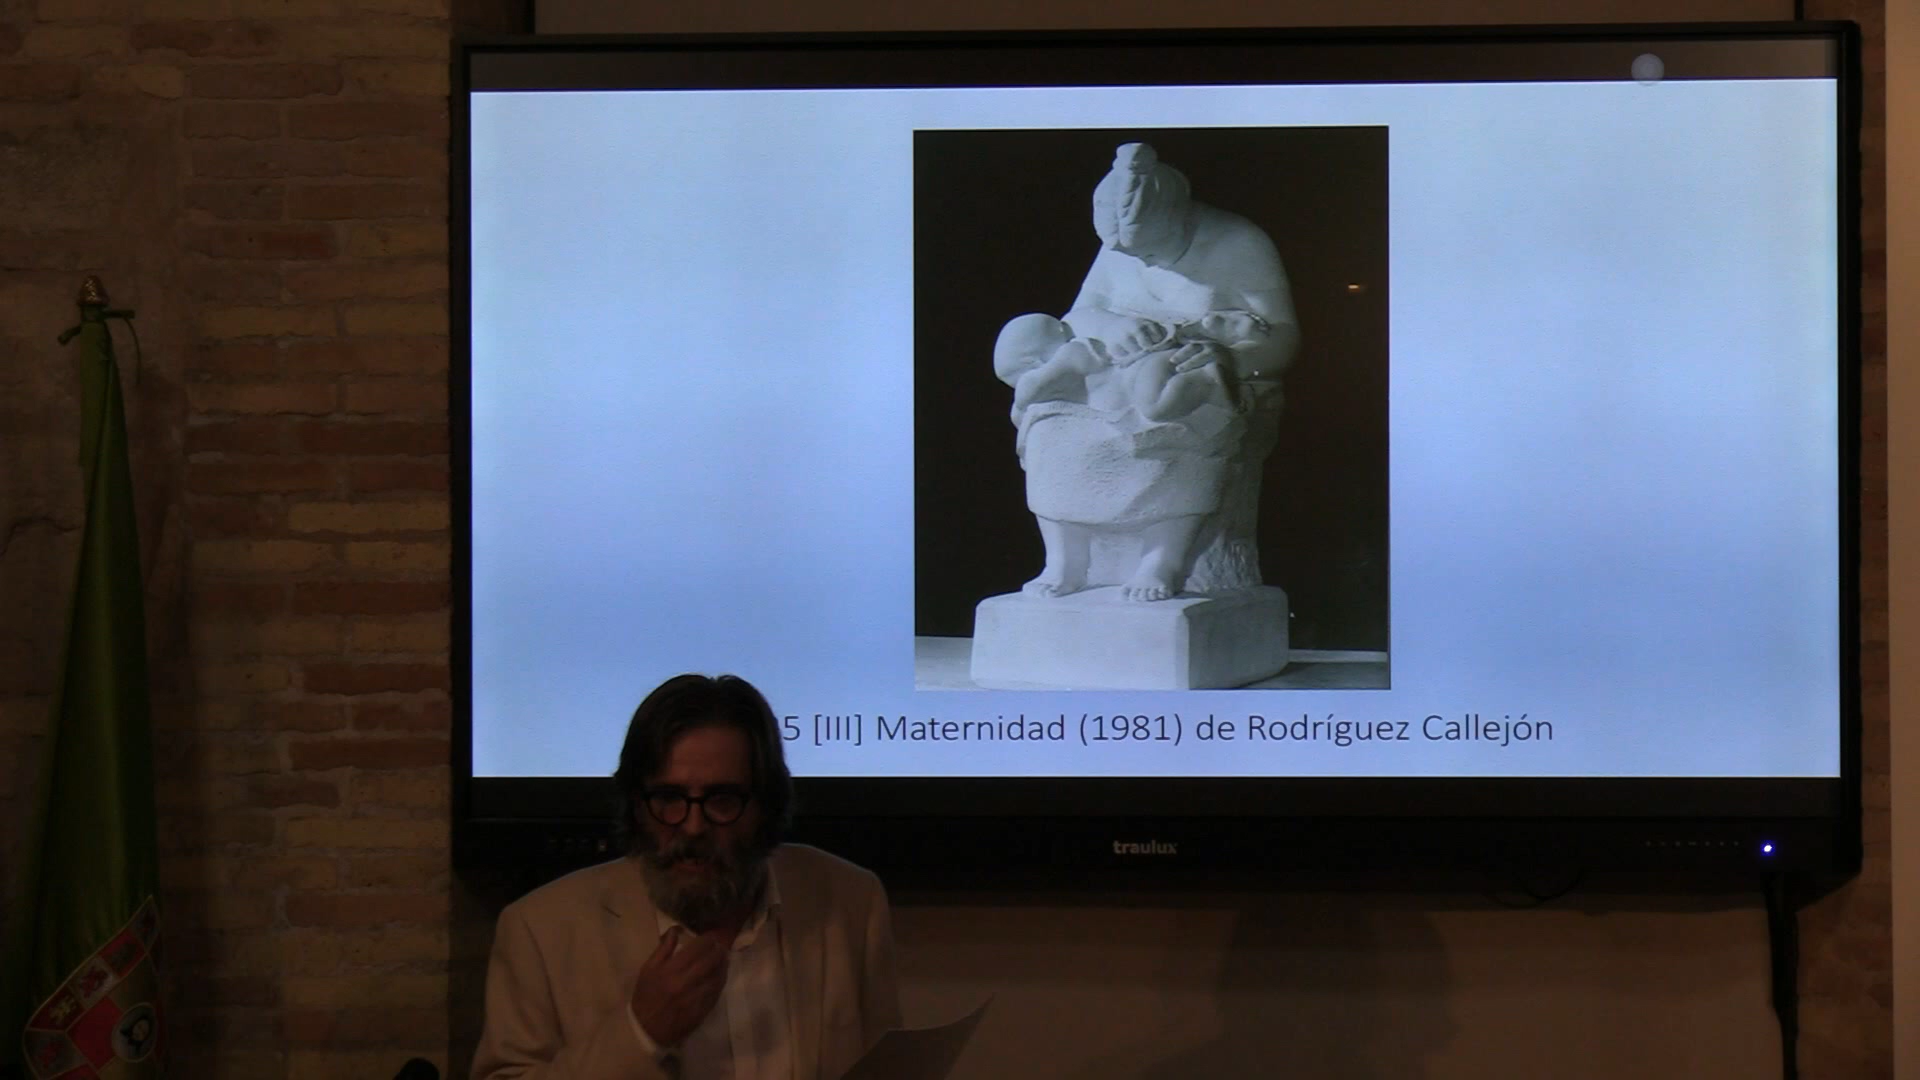 5 [III] Maternidad (1981) de Rodríguez Callejón
traulux